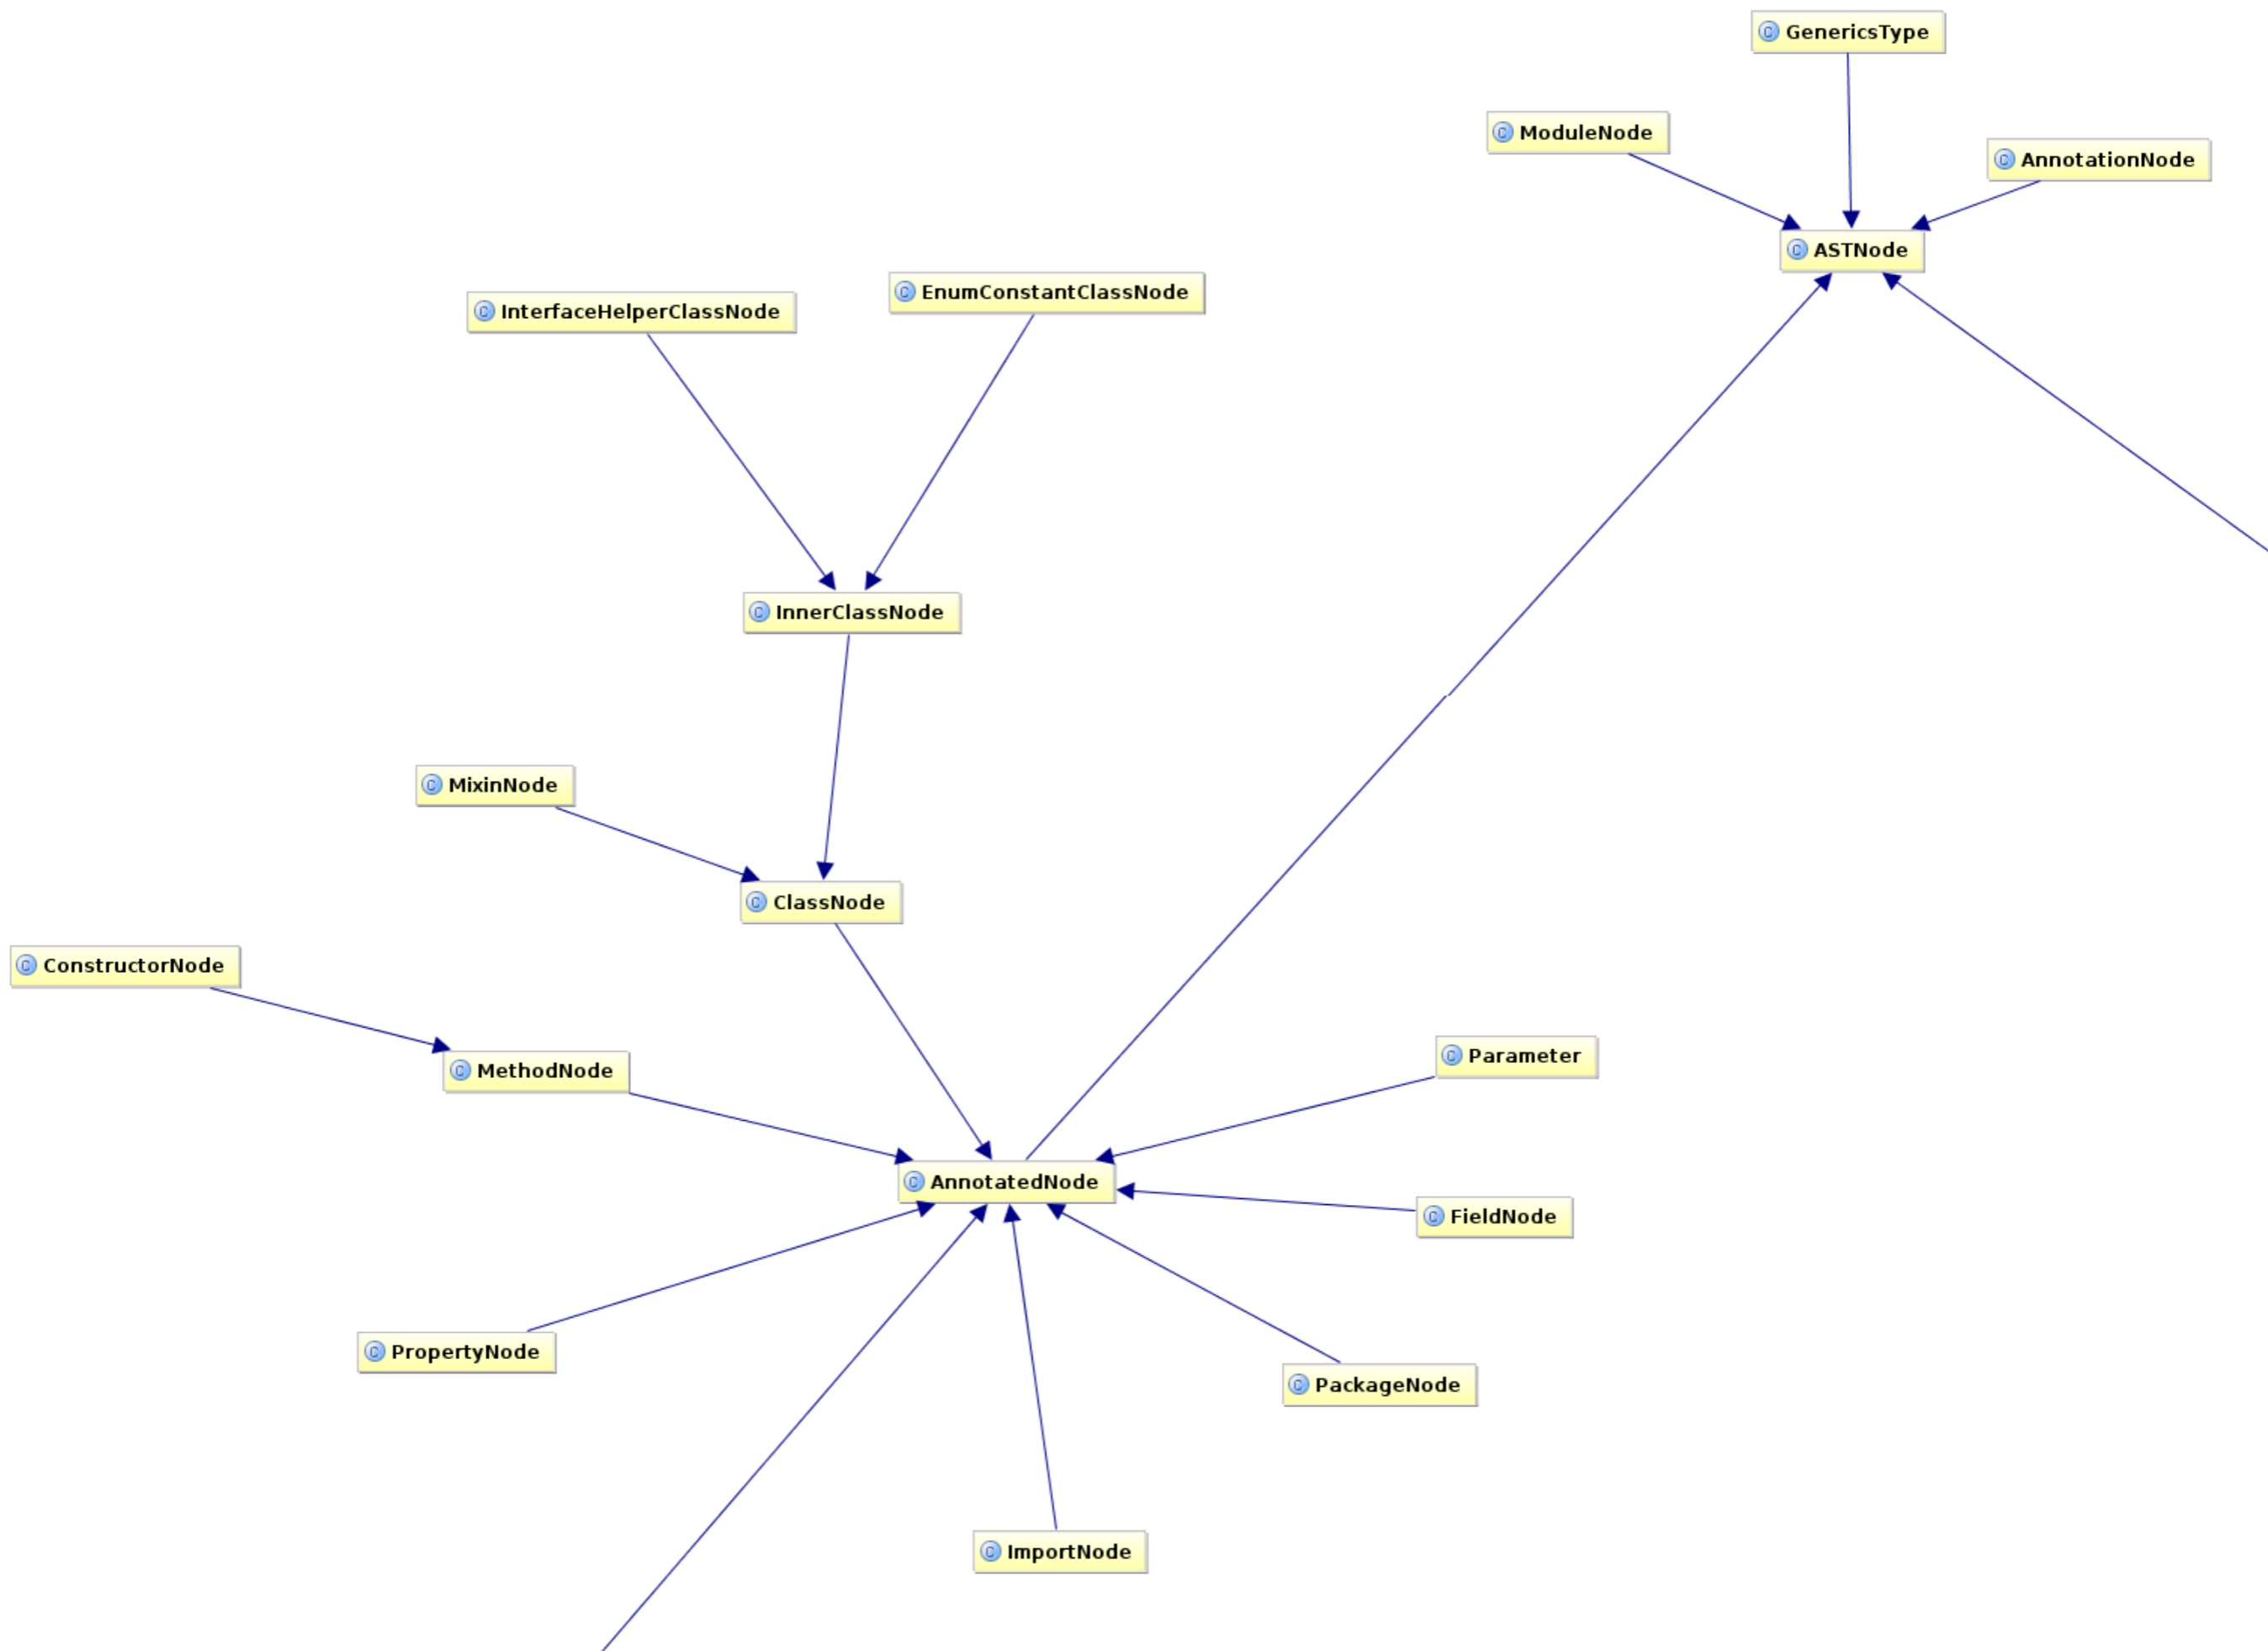 GenericsType
ModuleNode
AnnotationNode
ASTNode
InterfaceHelperClassNode
EnumConstantClassNode
InnerClassNode
MixinNode
ClassNode
ConstructorNode
MethodNode
Parameter
AnnotatedNode
FieldNode
PropertyNode
PackageNode
ImportNode